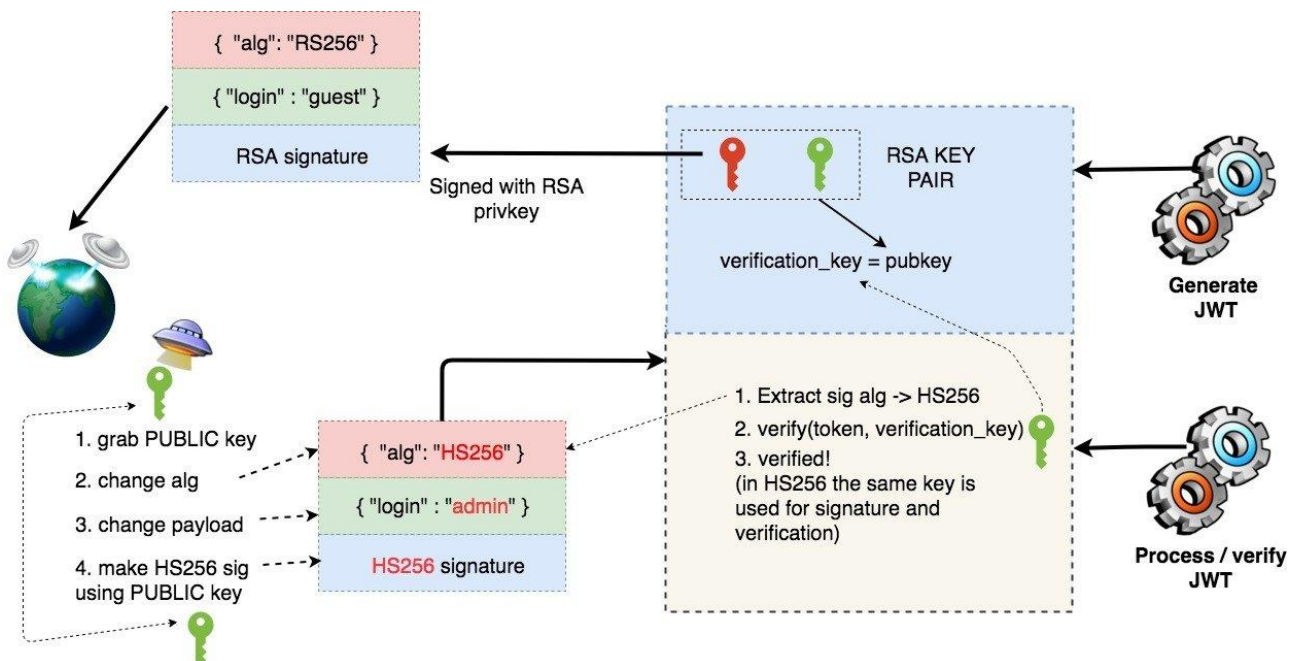 { "alg": "RS256" }
{ "login" : "guest" }
RSA signature
Signed with RSA
privkey
RSA KEY
PAIR
verification_key = pubkey
Generate
JWT
1. grab PUBLIC key
2. change alg
3. change payload
4. make HS256 sig
using PUBLIC key
{ "alg": "HS256" }
{ "login" : "admin" }
HS256 signature
1. Extract sig alg -> HS256
2. verify(token, verification_key)
3. verified!
(in HS256 the same key is
used for signature and
verification)
Process / verify
JWT